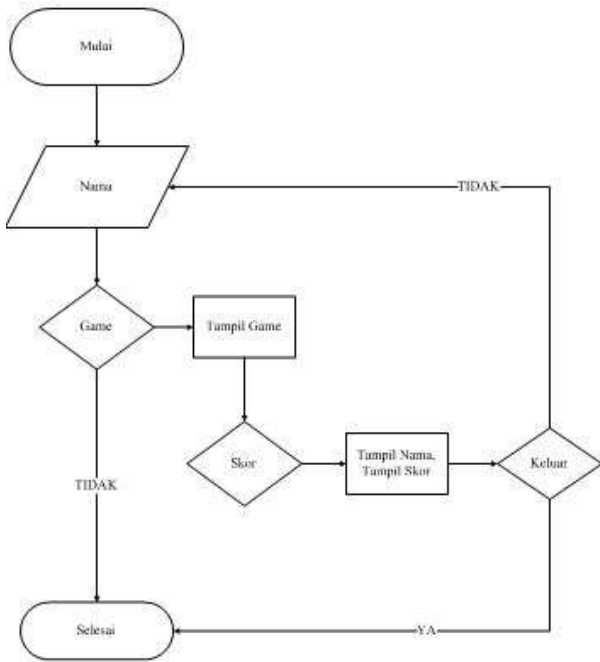 Mulai
Nama
TIDAK
Game
Tampil Game
Skor
Tampil Nama,
Tampil Skor
Keluar
TIDAK
Selesai
YA